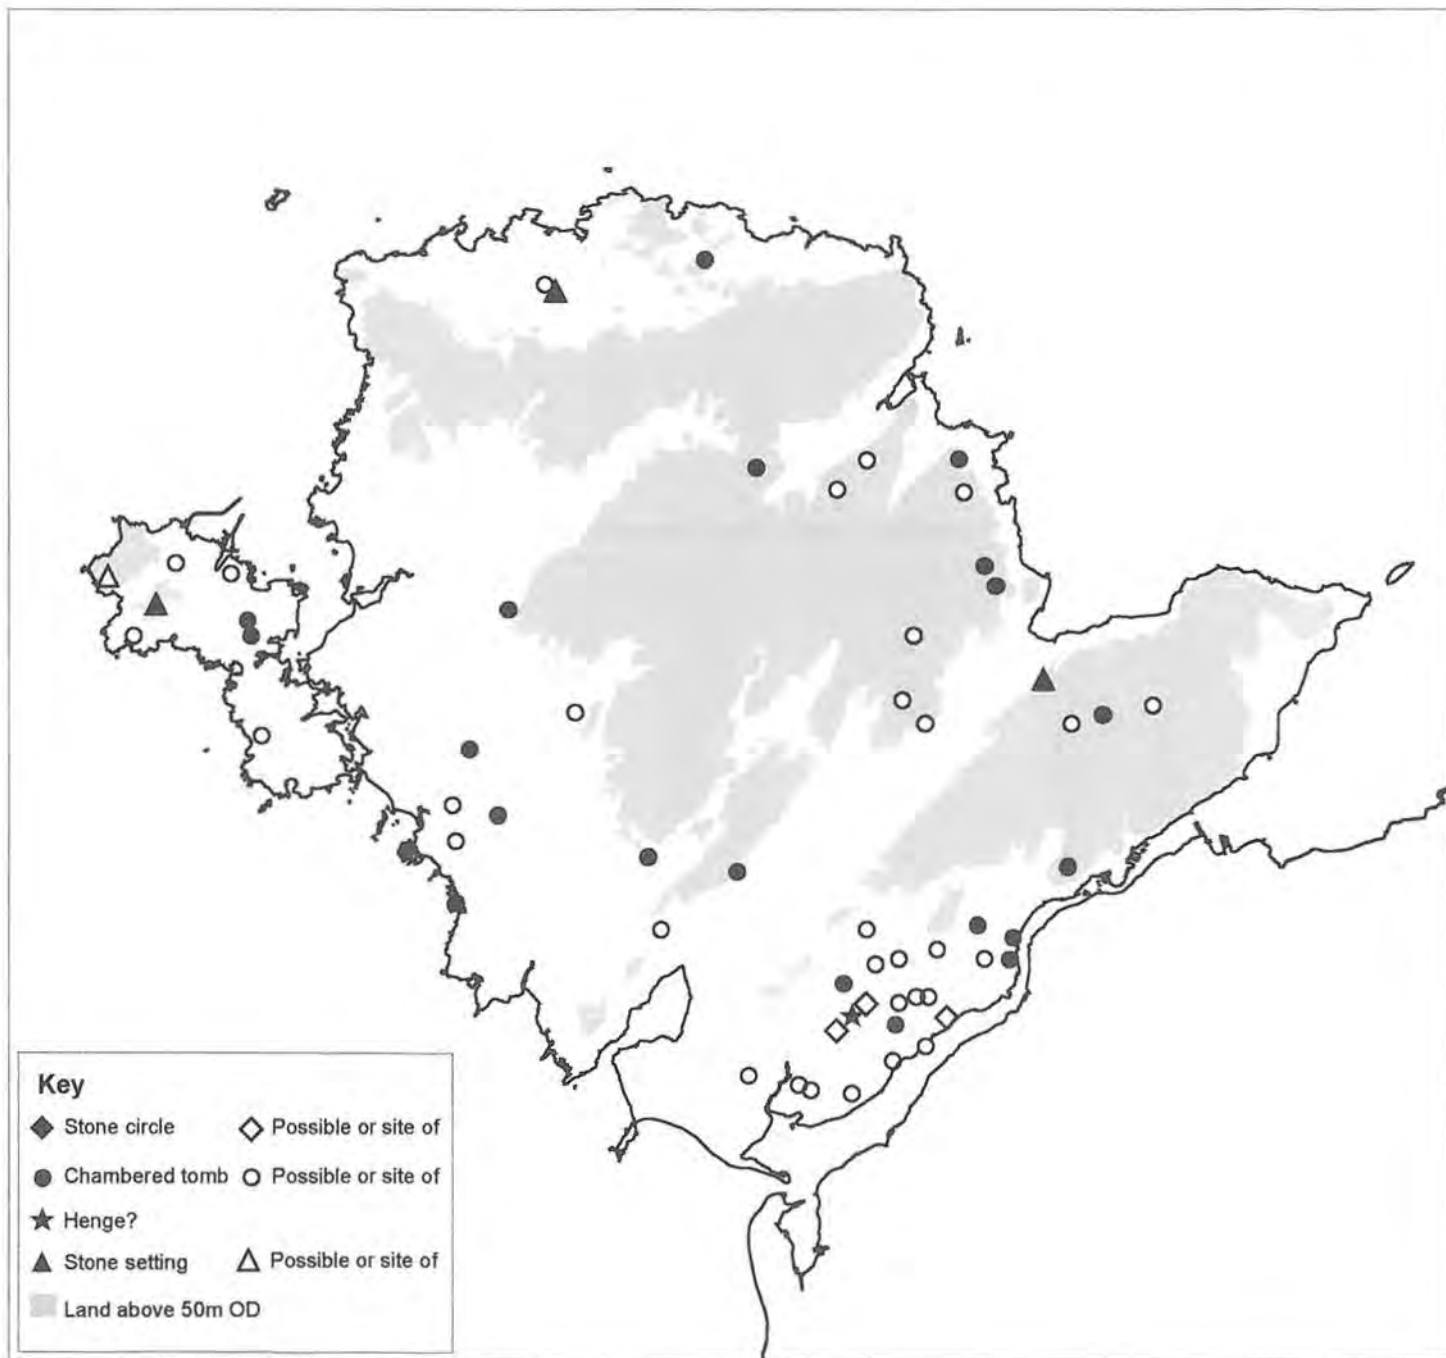 Key
Stone circle Possible or site of
Chambered tomb Possible or site of
Henge?
Stone setting Possible or site of
Land above 50m OD